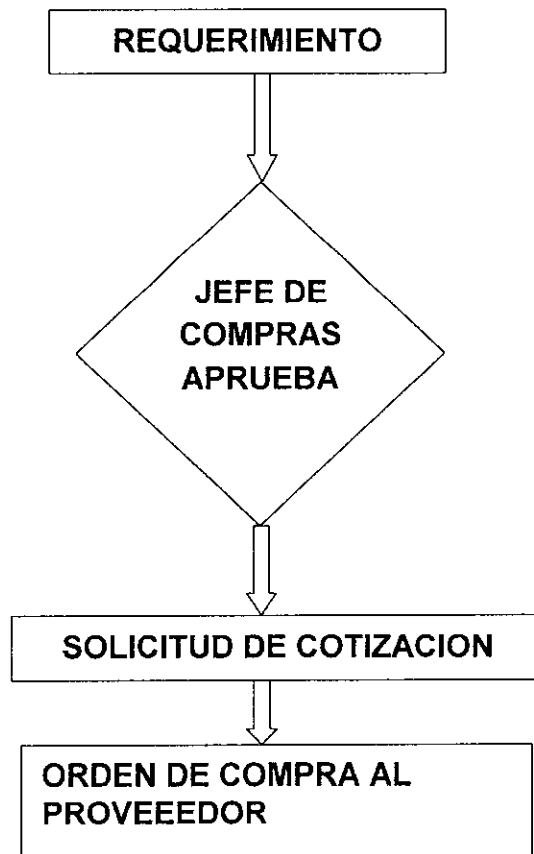 REQUERIMIENTO
JEFE DE
COMPRAS
APRUEBA
SOLICITUD DE COTIZACION
ORDEN DE COMPRA AL
PROVEEEDOR